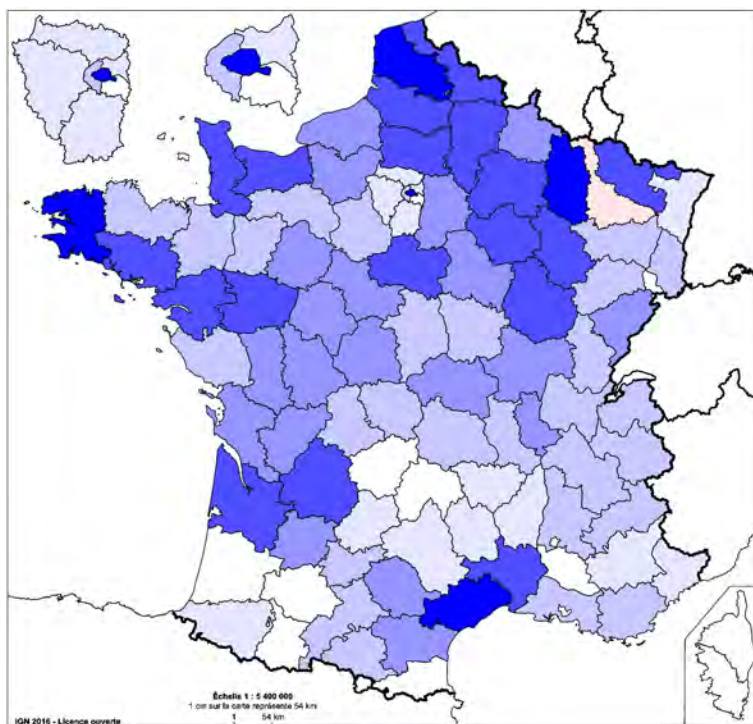 Échelle 1 : 5 400 000
1 cm sur la carte représente 54 km
1 54 km
IGN 2016 - Licence ouverte